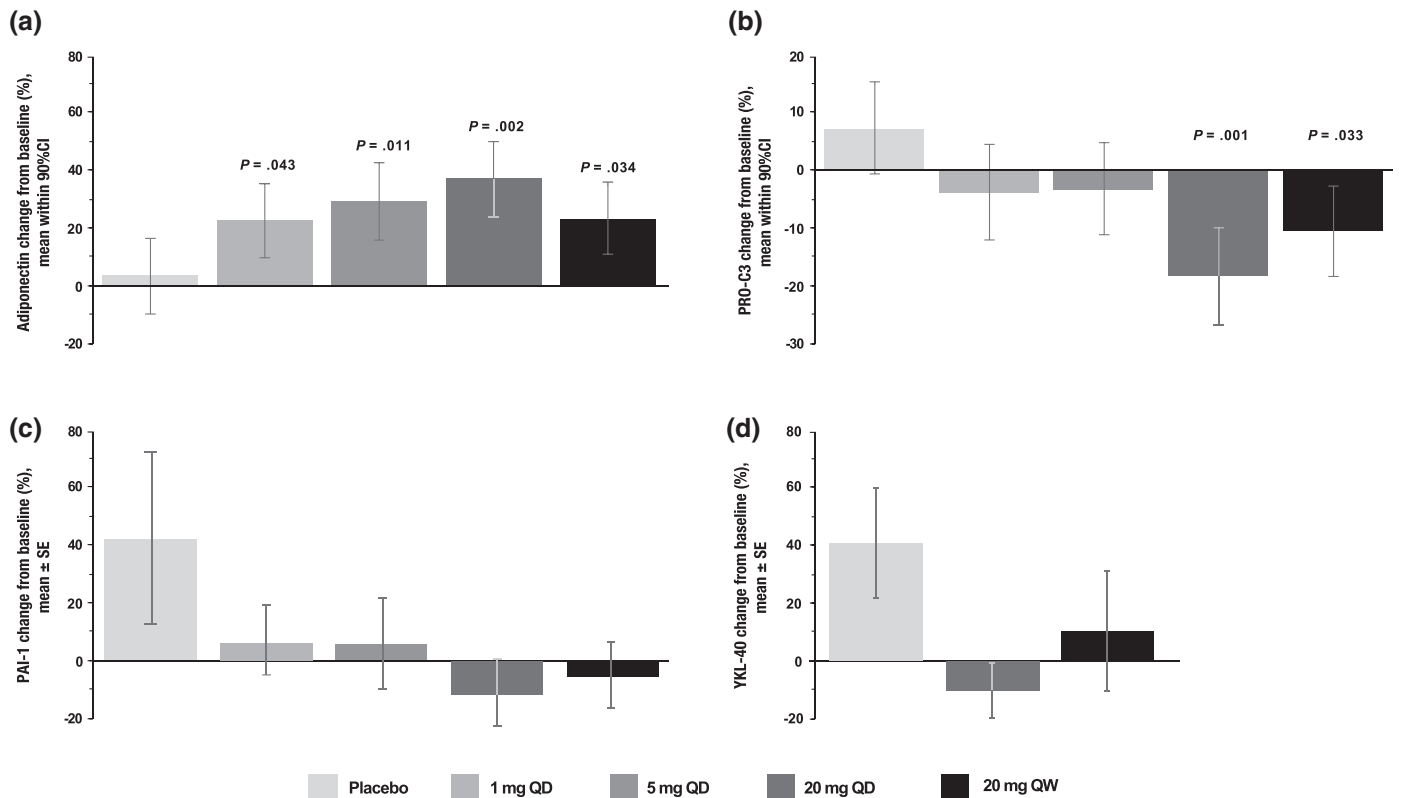 (a)
Adiponectin change from baseline (%),
mean within 90%CI
80
60
40
20
0
-20
P = .043
P = .011
P = .002
P = .034
(b)
PRO-C3 change from baseline (%),
mean within 90%CI
20
10
0
-10
-20
-30
P = .001
P = .033
(c)
PAI-1 change from baseline (%),
mean ± SE
80
60
40
20
0
-20
(d)
YKL-40 change from baseline (%),
mean ± SE
80
60
40
20
0
-20
Placebo
1 mg QD
5 mg QD
20 mg QD
20 mg QW